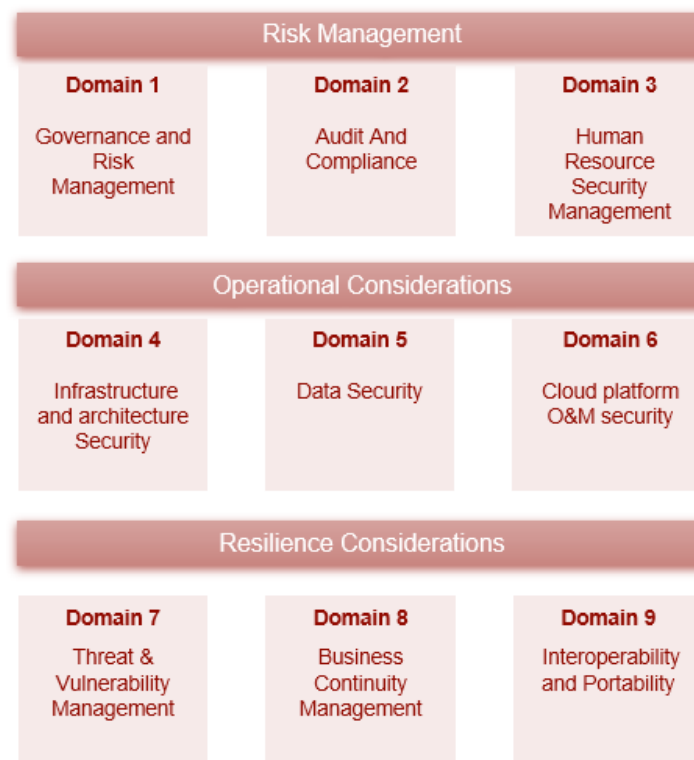 Risk Management
Domain 1
Governance and
Risk
Management
Domain 2
Audit And
Compliance
Domain 3
Human
Resource
Security
Management
Operational Considerations
Domain 4
Infrastructure
and architecture
Security
Domain 5
Data Security
Domain 6
Cloud platform
O&M security
Resilience Considerations
Domain 7
Threat &
Vulnerability
Management
Domain 8
Business
Continuity
Management
Domain 9
Interoperability
and Portability